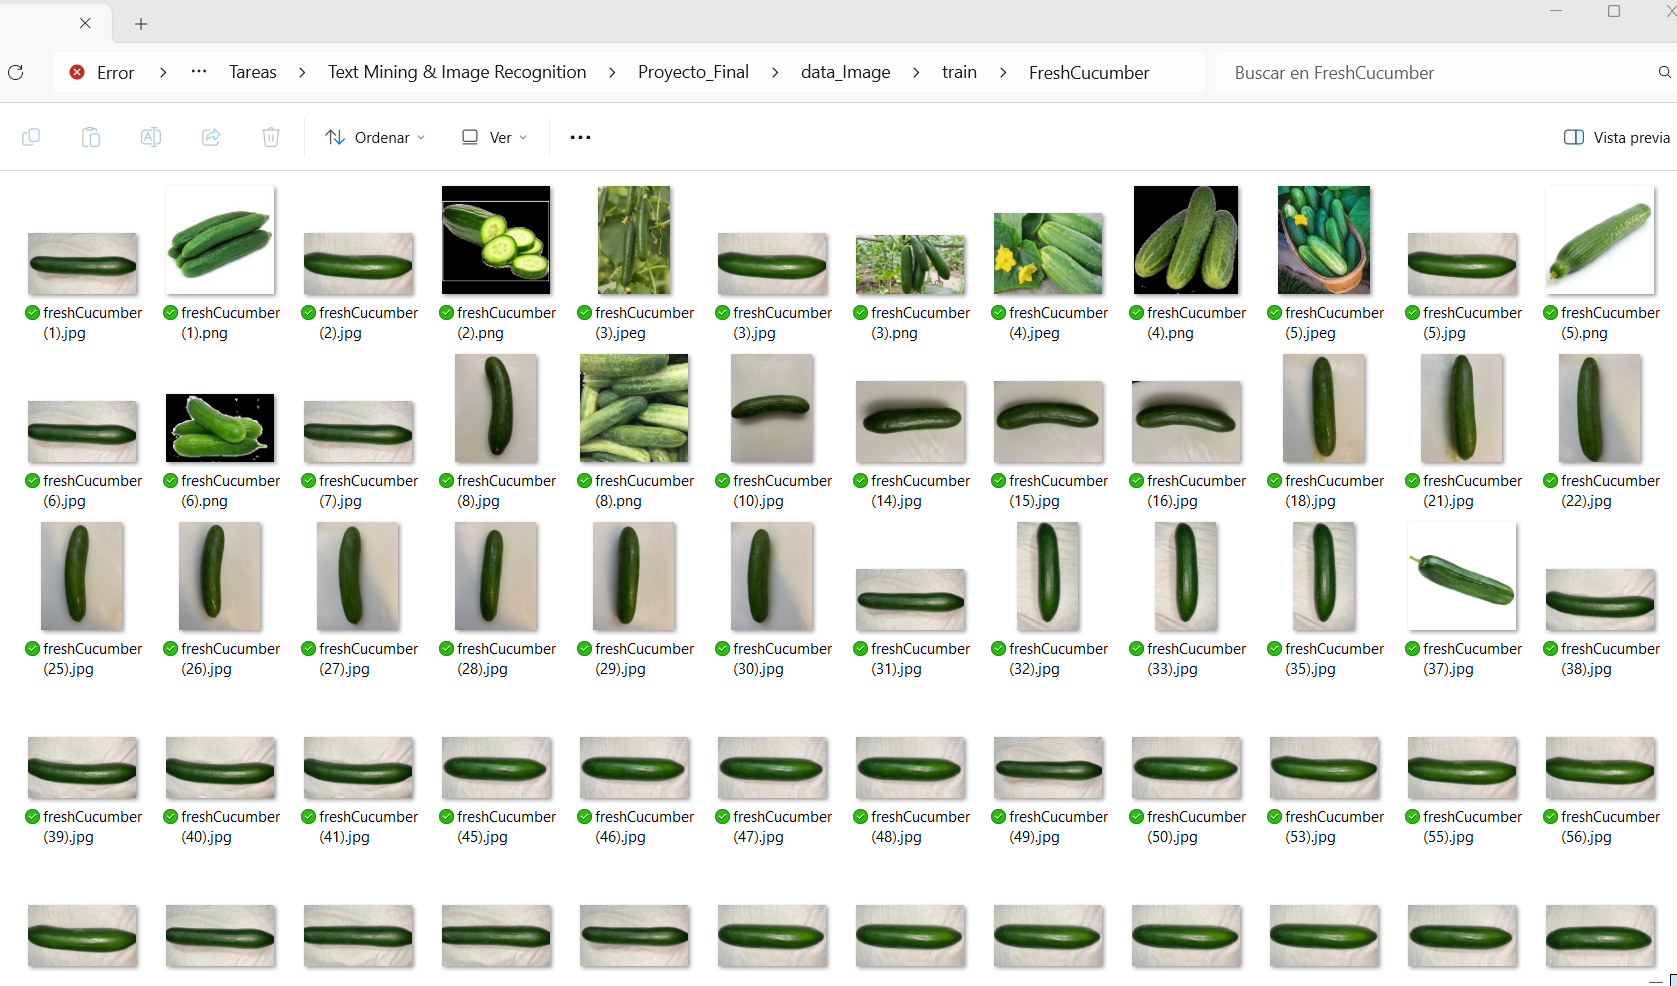 Error > ... Tareas > Text Mining & Image Recognition > Proyecto_Final > data_Image > train > FreshCucumber
Buscar en FreshCucumber
Ordenar
Ver
Vista previa
freshCucumber (1).jpg
freshCucumber (1).png
freshCucumber (2).jpg
freshCucumber (2).png
freshCucumber (3).jpeg
freshCucumber (3).jpg
freshCucumber (3).png
freshCucumber (4).jpeg
freshCucumber (4).png
freshCucumber (5).jpeg
freshCucumber (5).jpg
freshCucumber (5).png
freshCucumber (6).jpg
freshCucumber (6).png
freshCucumber (7).jpg
freshCucumber (8).jpg
freshCucumber (8).png
freshCucumber (10).jpg
freshCucumber (14).jpg
freshCucumber (15).jpg
freshCucumber (16).jpg
freshCucumber (18).jpg
freshCucumber (21).jpg
freshCucumber (22).jpg
freshCucumber (25).jpg
freshCucumber (26).jpg
freshCucumber (27).jpg
freshCucumber (28).jpg
freshCucumber (29).jpg
freshCucumber (30).jpg
freshCucumber (31).jpg
freshCucumber (32).jpg
freshCucumber (33).jpg
freshCucumber (35).jpg
freshCucumber (37).jpg
freshCucumber (38).jpg
freshCucumber (39).jpg
freshCucumber (40).jpg
freshCucumber (41).jpg
freshCucumber (45).jpg
freshCucumber (46).jpg
freshCucumber (47).jpg
freshCucumber (48).jpg
freshCucumber (49).jpg
freshCucumber (50).jpg
freshCucumber (53).jpg
freshCucumber (55).jpg
freshCucumber (56).jpg